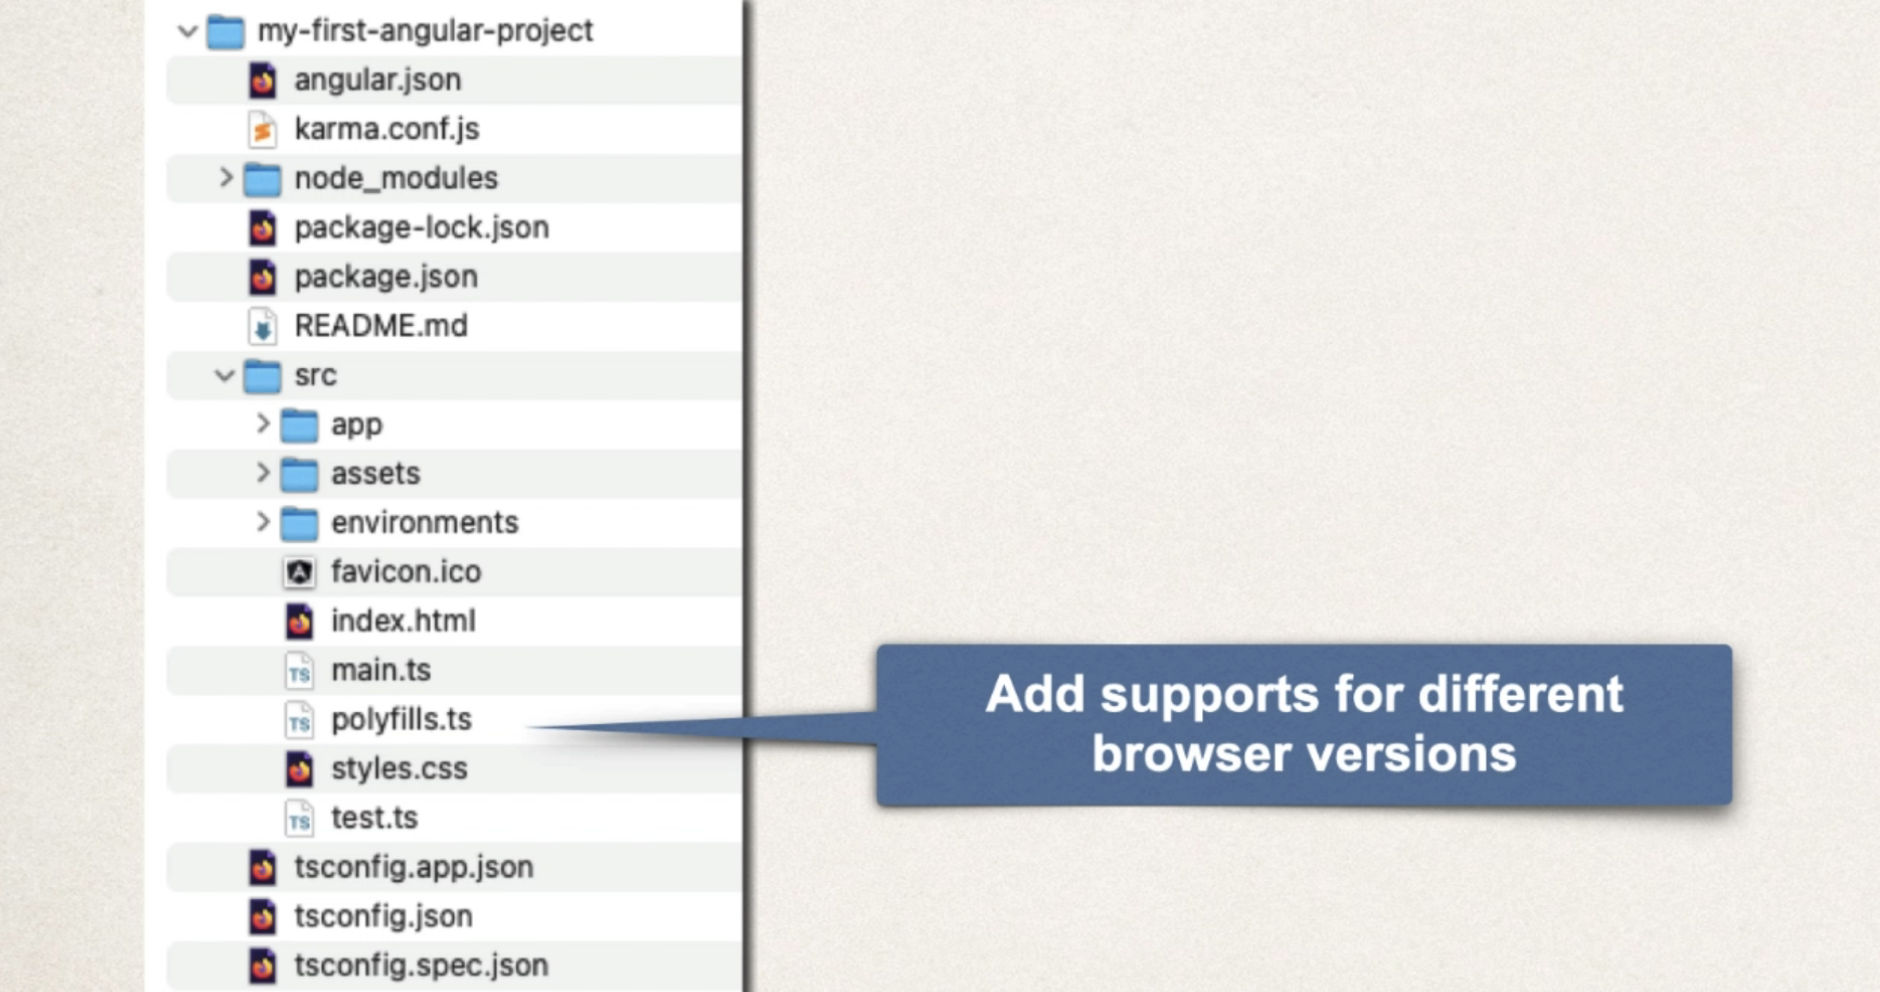 my-first-angular-project
angular.json
karma.conf.js
node_modules
package-lock.json
package.json
README.md
src
app
assets
environments
favicon.ico
index.html
main.ts
polyfills.ts
styles.css
test.ts
tsconfig.app.json
tsconfig.json
tsconfig.spec.json
Add supports for different
browser versions